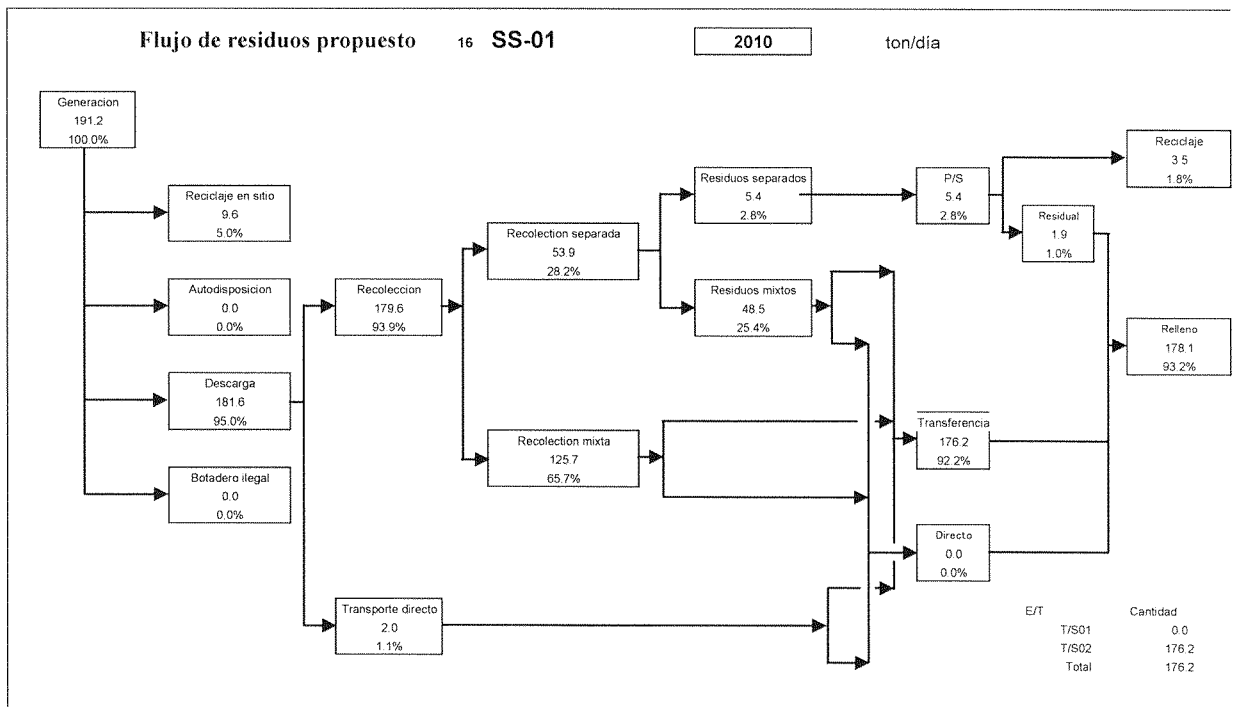 Flujo de residuos propuesto 16 SS-01 2010 ton/día
Generacion
191.2
100.0%
Reciclaje en sitio
9.6
5.0%
Autodisposicion
0.0
0.0%
Descarga
181.6
95.0%
Botadero ilegal
0.0
0.0%
Recoleccion
179.6
93.9%
Transporte directo
2.0
1.1%
Recolection separada
53.9
28.2%
Recolection mixta
125.7
65.7%
Residuos separados
5.4
2.8%
Residuos mixtos
48.5
25.4%
P/S
5.4
2.8%
Residual
1.9
1.0%
Transferencia
176.2
92.2%
Directo
0.0
0.0%
Reciclaje
3.5
1.8%
Relleno
178.1
93.2%
E/T Cantidad
T/S01 0.0
T/S02 176.2
Total 176.2